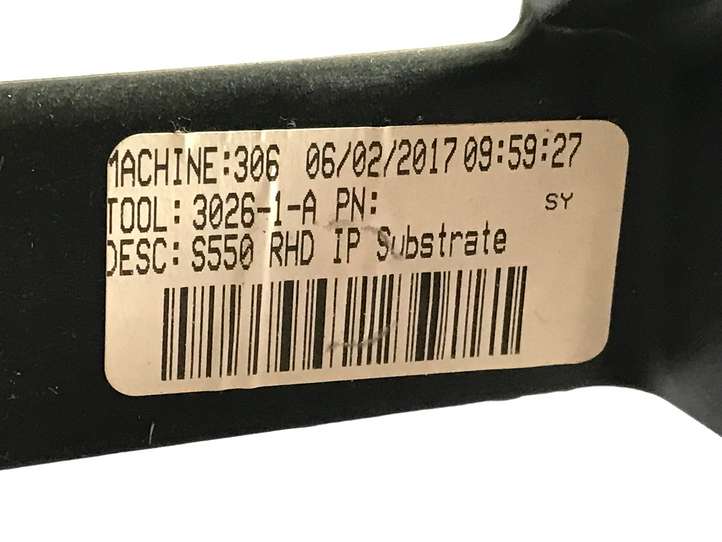 MACHINE:306 06/02/2017 09:59:27
TOOL: 3026-1-A PN: SY
DESC: S550 RHD IP Substrate